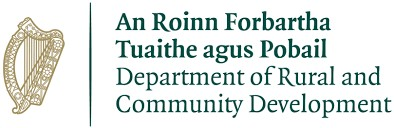 An Roinn Forbartha
Tuaithe agus Pobail
Department of Rural and
Community Development